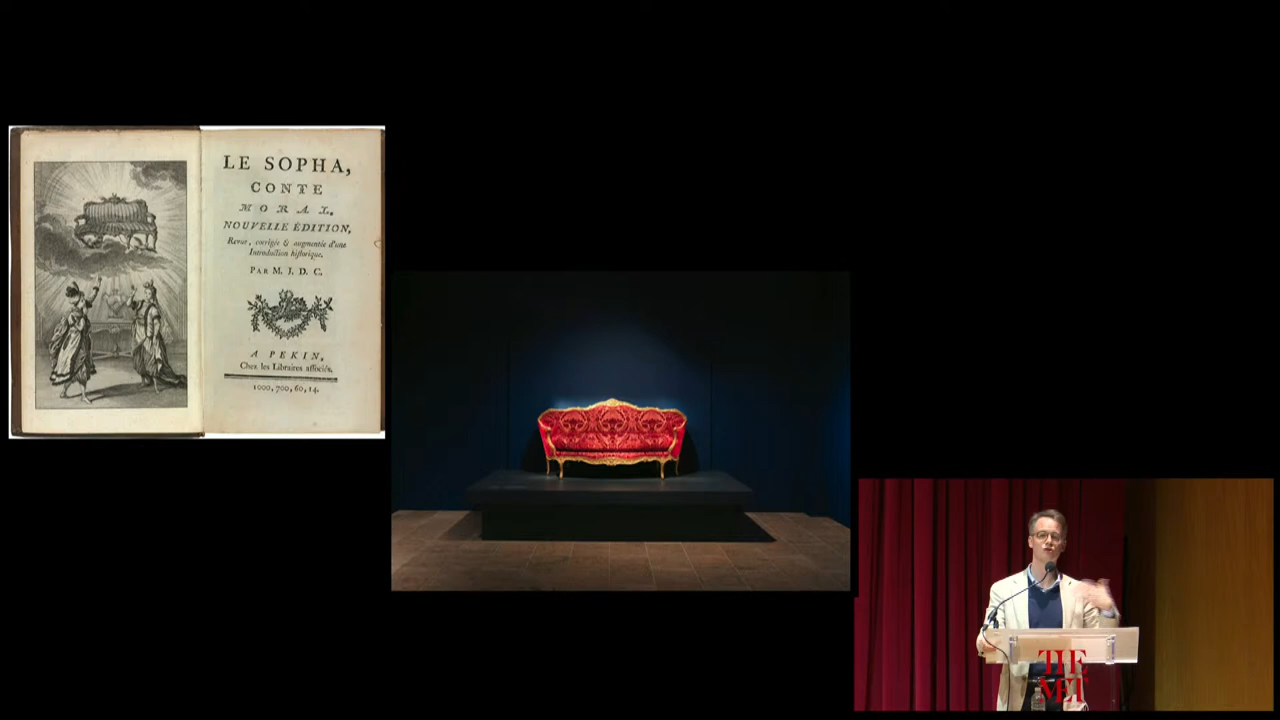 LE SOPHA,
CONTE
MORAL.
NOUVELLE ÉDITION,
Revue, corrigée & augmentée d'une
Introduction historique.
PAR M. J. D. C.
A PEKIN,
Chez les Libraires associés.
1000, 700, 60, 14.
THE
MET